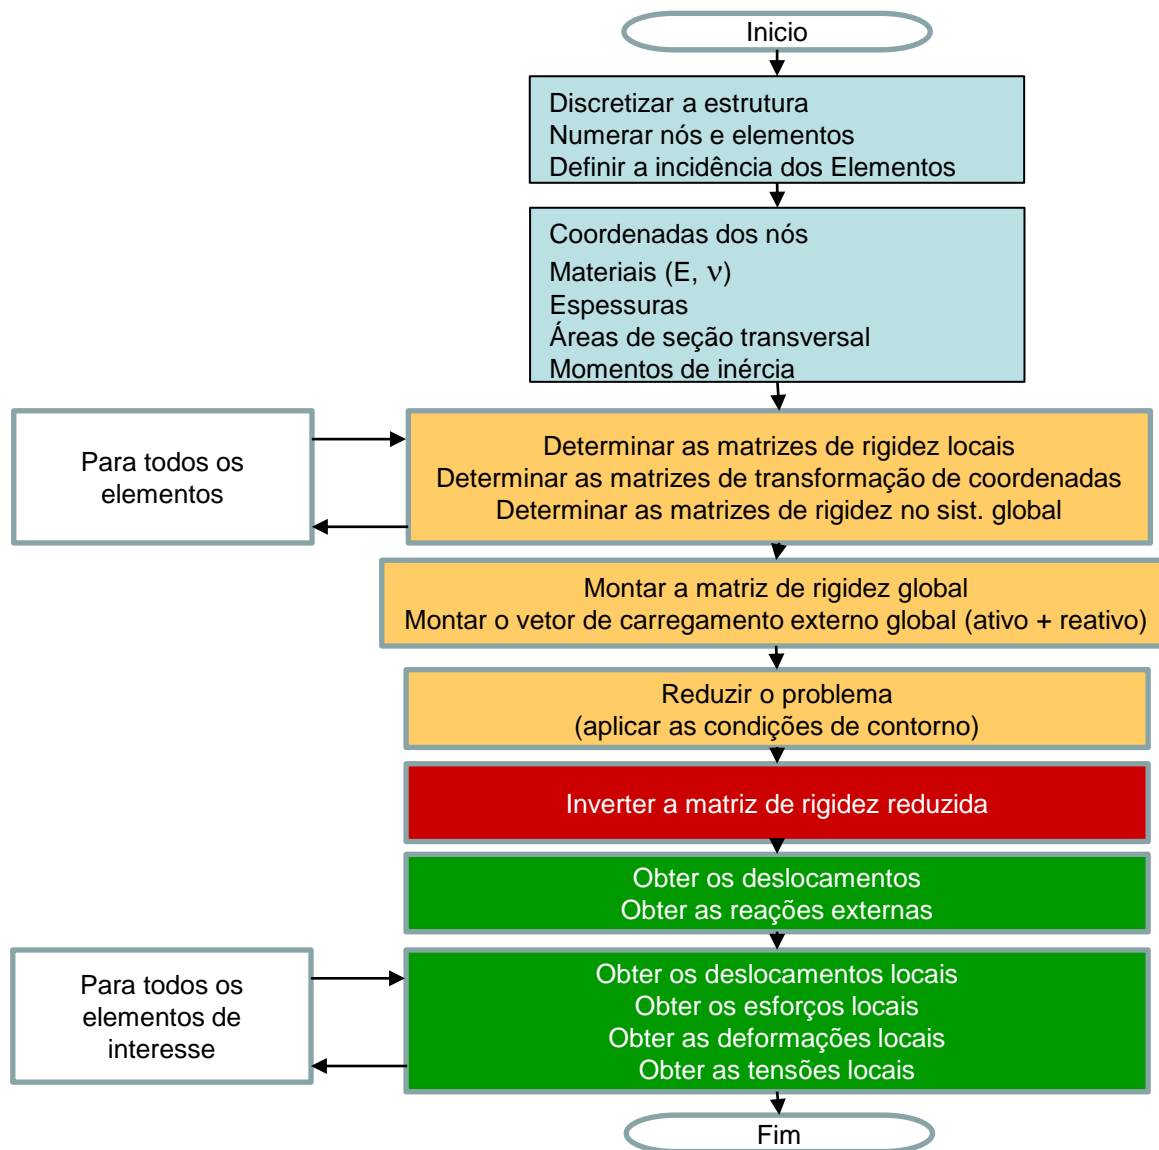 Inicio
Discretizar a estrutura
Numerar nós e elementos
Definir a incidência dos Elementos
Coordenadas dos nós
Materiais (E, ν)
Espessuras
Áreas de seção transversal
Momentos de inércia
Para todos os
elementos
Determinar as matrizes de rigidez locais
Determinar as matrizes de transformação de coordenadas
Determinar as matrizes de rigidez no sist. global
Montar a matriz de rigidez global
Montar o vetor de carregamento externo global (ativo + reativo)
Reduzir o problema
(aplicar as condições de contorno)
Inverter a matriz de rigidez reduzida
Obter os deslocamentos
Obter as reações externas
Para todos os
elementos de
interesse
Obter os deslocamentos locais
Obter os esforços locais
Obter as deformações locais
Obter as tensões locais
Fim